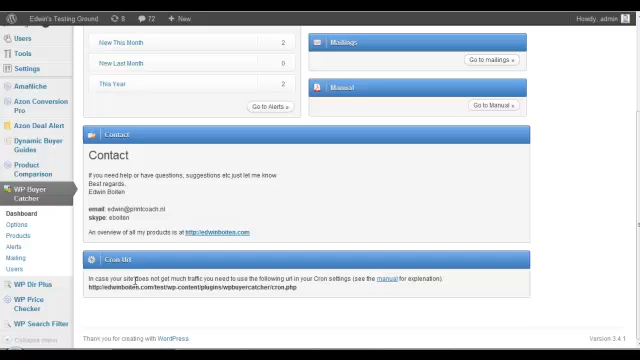 Edwin's Testing Ground 8 72 + New Howdy, admin
Users
Tools
Settings
AmaNiche
Azon Conversion
Pro
Azon Deal Alert
Dynamic Buyer
Guides
Product
Comparison
WP Buyer
Catcher
Dashboard
Options
Products
Alerts
Mailing
Users
WP Dir Plus
WP Price
Checker
WP Search Filter
Collapse menu
New This Month 2
New Last Month 0
This Year 2
Go to Alerts »
Mailings
Go to mailings »
Manual
Go to Manual »
Contact
Contact
If you need help or have questions, suggestions etc just let me know
Best regards,
Edwin Boiten
email: edwin@printcoach.nl
skype: eboiten
An overview of all my products is at http://edwinboiten.com
Cron Url
In case your site does not get much traffic you need to use the following url in your Cron settings (see the manual for explenation).
http://edwinboiten.com/test/wp-content/plugins/wpbuyercatcher/cron.php
Thank you for creating with WordPress. Version 3.4.1